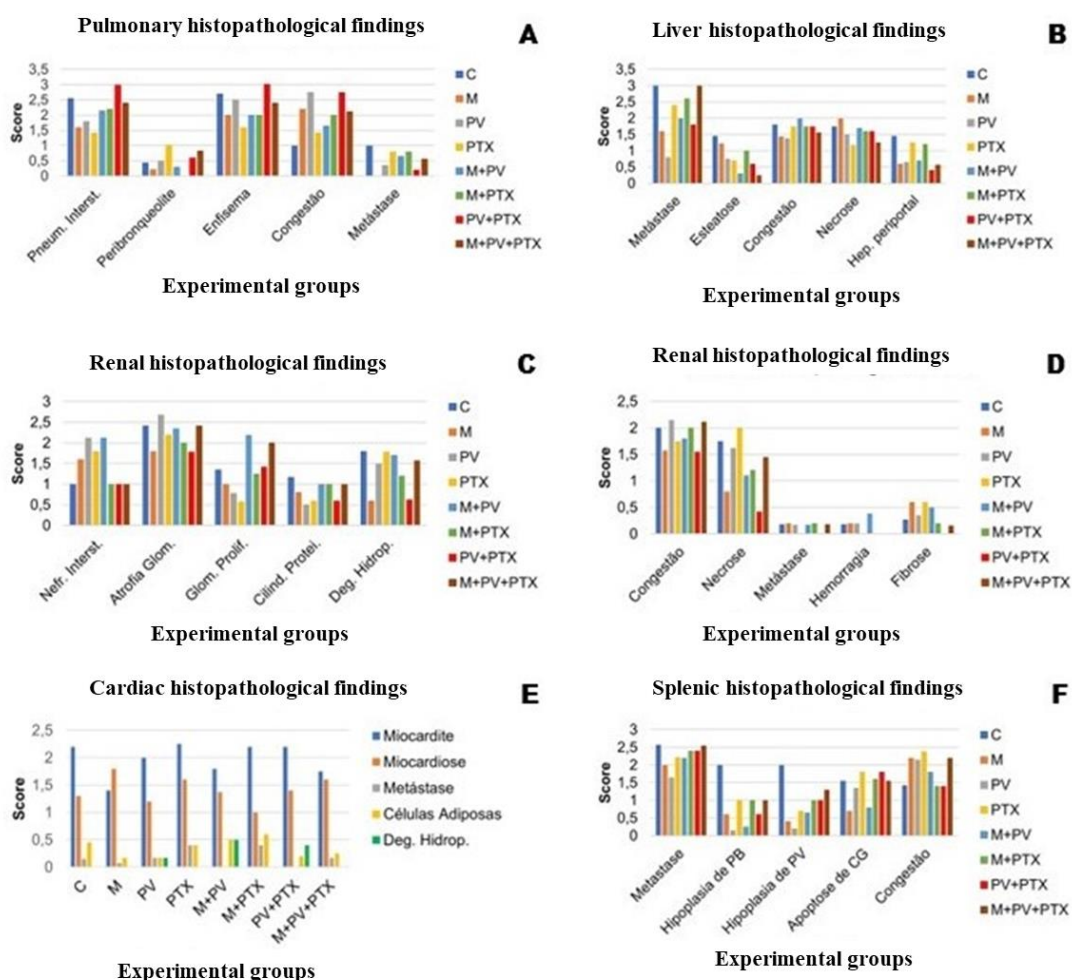 Pulmonary histopathological findings
A
3,5
3
2,5
2
1,5
1
0,5
0
Score
Pneum. Interst.
Peribronqueolite
Enfisema
Congestão
Metástase
C
M
PV
PTX
M+PV
M+PTX
PV+PTX
M+PV+PTX
Experimental groups
Liver histopathological findings
B
3,5
3
2,5
2
1,5
1
0,5
0
Score
Metástase
Esteatose
Congestão
Necrose
Hep. periportal
C
M
PV
PTX
M+PV
M+PTX
PV+PTX
M+PV+PTX
Experimental groups
Renal histopathological findings
C
3
2,5
2
1,5
1
0,5
0
Score
Nefr. Interst.
Atrofia Glom.
Glom. Prolif.
Cilind. Protei.
Deg. Hidrop.
C
M
PV
PTX
M+PV
M+PTX
PV+PTX
M+PV+PTX
Experimental groups
Renal histopathological findings
D
2,5
2
1,5
1
0,5
0
Score
Congestão
Necrose
Metástase
Hemorragia
Fibrose
C
M
PV
PTX
M+PV
M+PTX
PV+PTX
M+PV+PTX
Experimental groups
Cardiac histopathological findings
E
2,5
2
1,5
1
0,5
0
Score
C
M
PV
PTX
M+PV
M+PTX
PV+PTX
M+PV+PTX
Miocardite
Miocardiose
Metástase
Células Adiposas
Deg. Hidrop.
Experimental groups
Splenic histopathological findings
F
3
2,5
2
1,5
1
0,5
0
Score
Metastase
Hipoplasia de PB
Hipoplasia de PV
Apoptose de CG
Congestão
C
M
PV
PTX
M+PV
M+PTX
PV+PTX
M+PV+PTX
Experimental groups